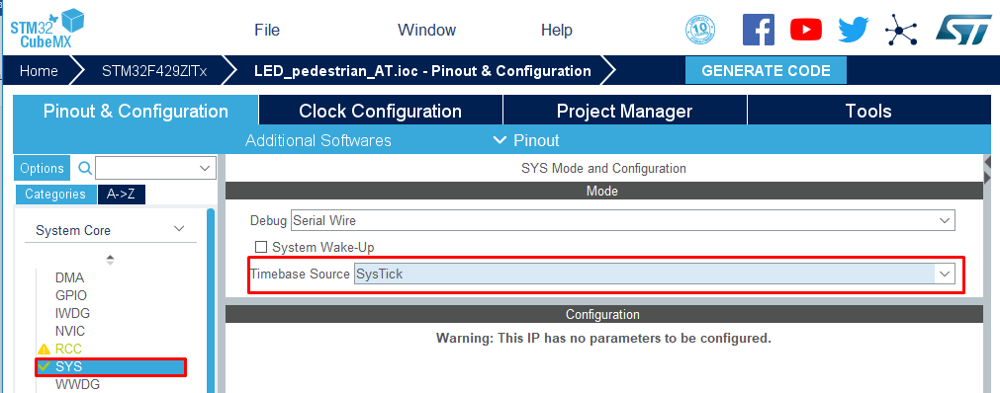 STM32
CubeMX
File Window Help
10
ST
Home STM32F429ZITx LED_pedestrian_AT.ioc - Pinout & Configuration GENERATE CODE
Pinout & Configuration Clock Configuration Project Manager Tools
Additional Softwares Pinout
Options
Categories A->Z
System Core
DMA
GPIO
IWDG
NVIC
RCC
SYS
WWDG
SYS Mode and Configuration
Mode
Debug Serial Wire
System Wake-Up
Timebase Source SysTick
Configuration
Warning: This IP has no parameters to be configured.